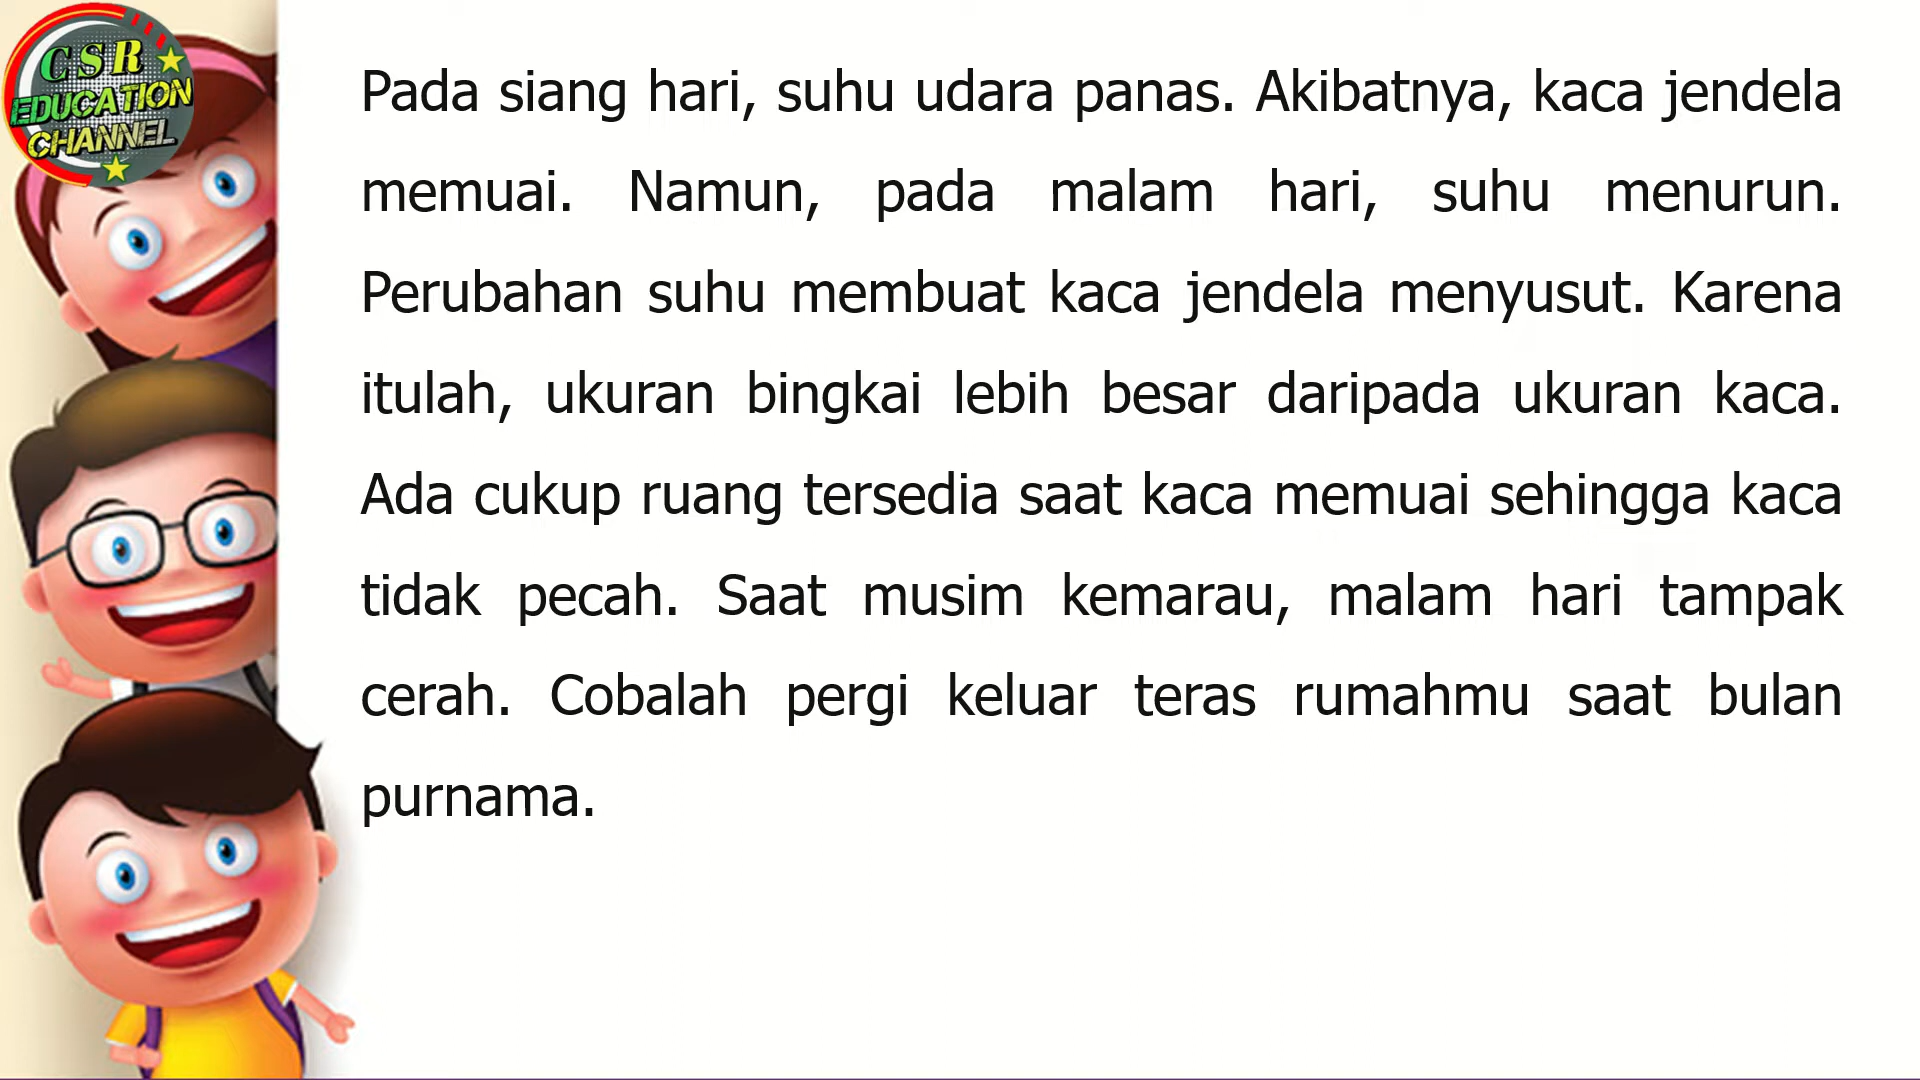 CSR
EDUCATION
CHANNEL
Pada siang hari, suhu udara panas. Akibatnya, kaca jendela
memuai. Namun, pada malam hari, suhu menurun.
Perubahan suhu membuat kaca jendela menyusut. Karena
itulah, ukuran bingkai lebih besar daripada ukuran kaca.
Ada cukup ruang tersedia saat kaca memuai sehingga kaca
tidak pecah. Saat musim kemarau, malam hari tampak
cerah. Cobalah pergi keluar teras rumahmu saat bulan
purnama.